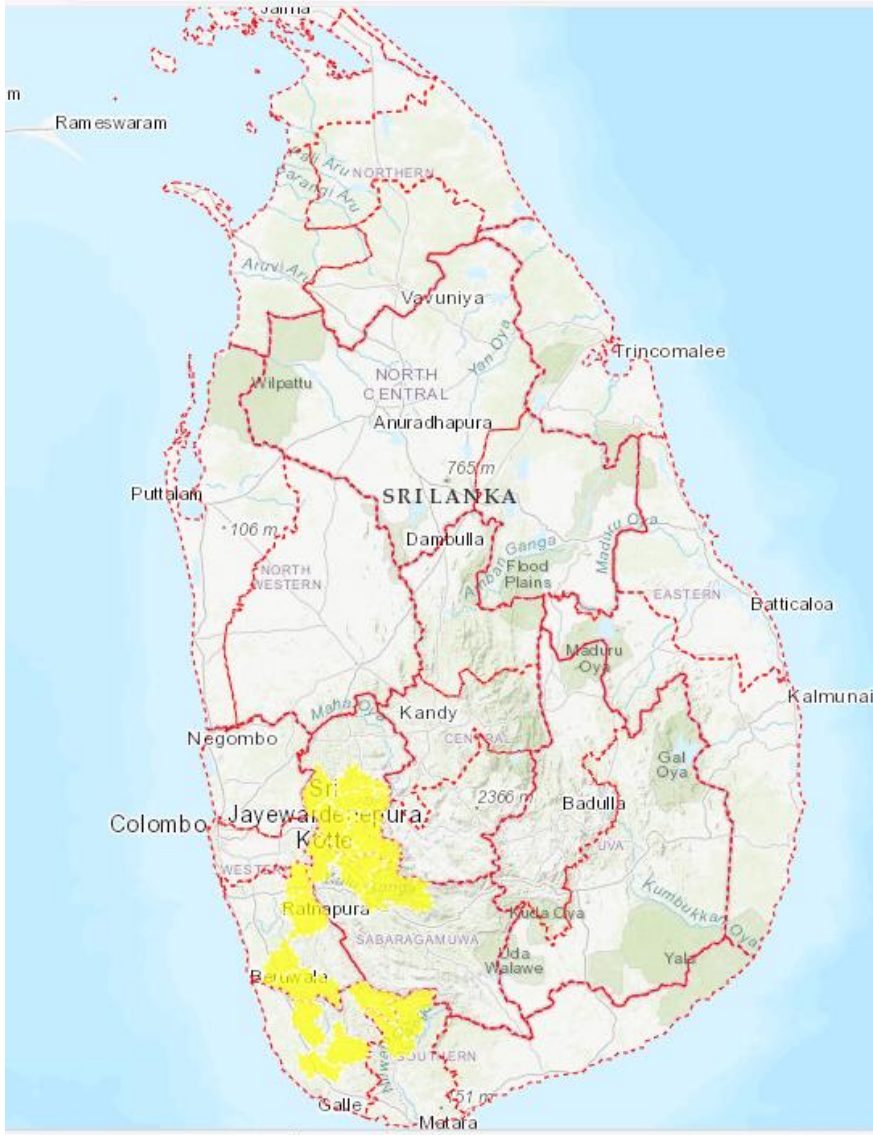 Jaffna
m
Rameswaram
Pali Aru
NORTHERN
Parangi Aru
Aruvi Aru
Vavuniya
Yan Oya
Trincomalee
Wilpattu
NORTH
CENTRAL
Anuradhapura
765 m
Puttalam
SRI LANKA
106 m
Dambulla
Amban Ganga
Maduru Oya
Flood
Plains
NORTH
WESTERN
EASTERN
Batticaloa
Maduru
Oya
Kalmunai
Maha Oya
Kandy
Negombo
CENTRAL
Gal
Oya
Sri
Jayewardenepura
Kotte
2366 m
Badulla
Colombo
UVA
WESTERN
Kalu Ganga
Kumbukkan Oya
Ratnapura
Kuda Oya
SABARAGAMUWA
Uda
Walawe
Yala
Beruwala
SOUTHERN
Galle
751 m
Matara